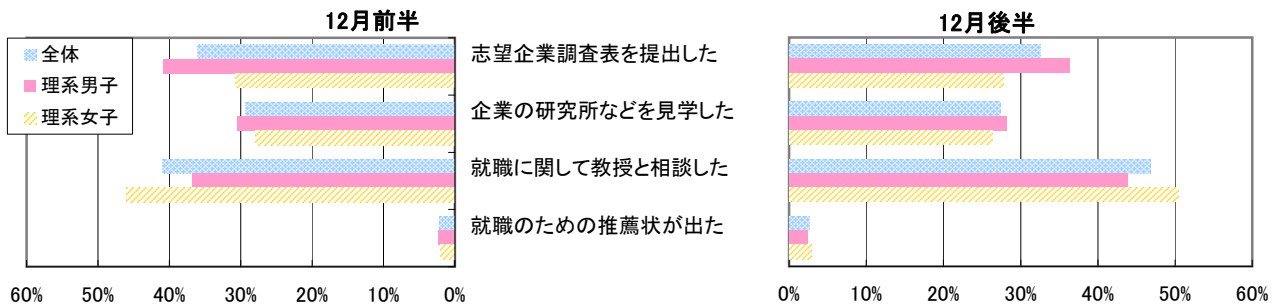 12月前半
12月後半
全体
理系男子
理系女子
志望企業調査表を提出した
企業の研究所などを見学した
就職に関して教授と相談した
就職のための推薦状が出た
60% 50% 40% 30% 20% 10% 0%
0% 10% 20% 30% 40% 50% 60%